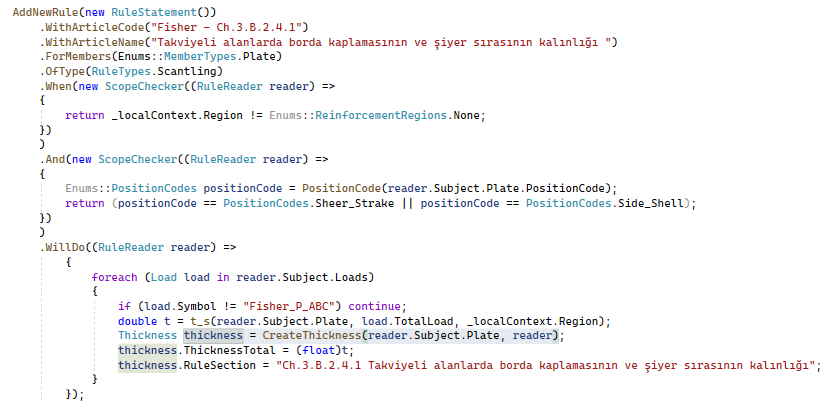 AddNewRule(new RuleStatement())
.WithArticleCode("Fisher - Ch.3.B.2.4.1")
.WithArticleName("Takviyeli alanlarda borda kaplamasının ve şiyer sırasının kalınlığı ")
.ForMembers(Enums::MemberTypes.Plate)
.OfType(RuleTypes.Scantling)
.When(new ScopeChecker((RuleReader reader) =>
{
return _localContext.Region != Enums::ReinforcementRegions.None;
})
)
.And(new ScopeChecker((RuleReader reader) =>
{
Enums::PositionCodes positionCode = PositionCode(reader.Subject.Plate.PositionCode);
return (positionCode == PositionCodes.Sheer_Strake || positionCode == PositionCodes.Side_Shell);
})
)
.WillDo((RuleReader reader) =>
{
foreach (Load load in reader.Subject.Loads)
{
if (load.Symbol != "Fisher_P_ABC") continue;
double t = t_s(reader.Subject.Plate, load.TotalLoad, _localContext.Region);
Thickness thickness = CreateThickness(reader.Subject.Plate, reader);
thickness.ThicknessTotal = (float)t;
thickness.RuleSection = "Ch.3.B.2.4.1 Takviyeli alanlarda borda kaplamasının ve şiyer sırasının kalınlığı";
}
});